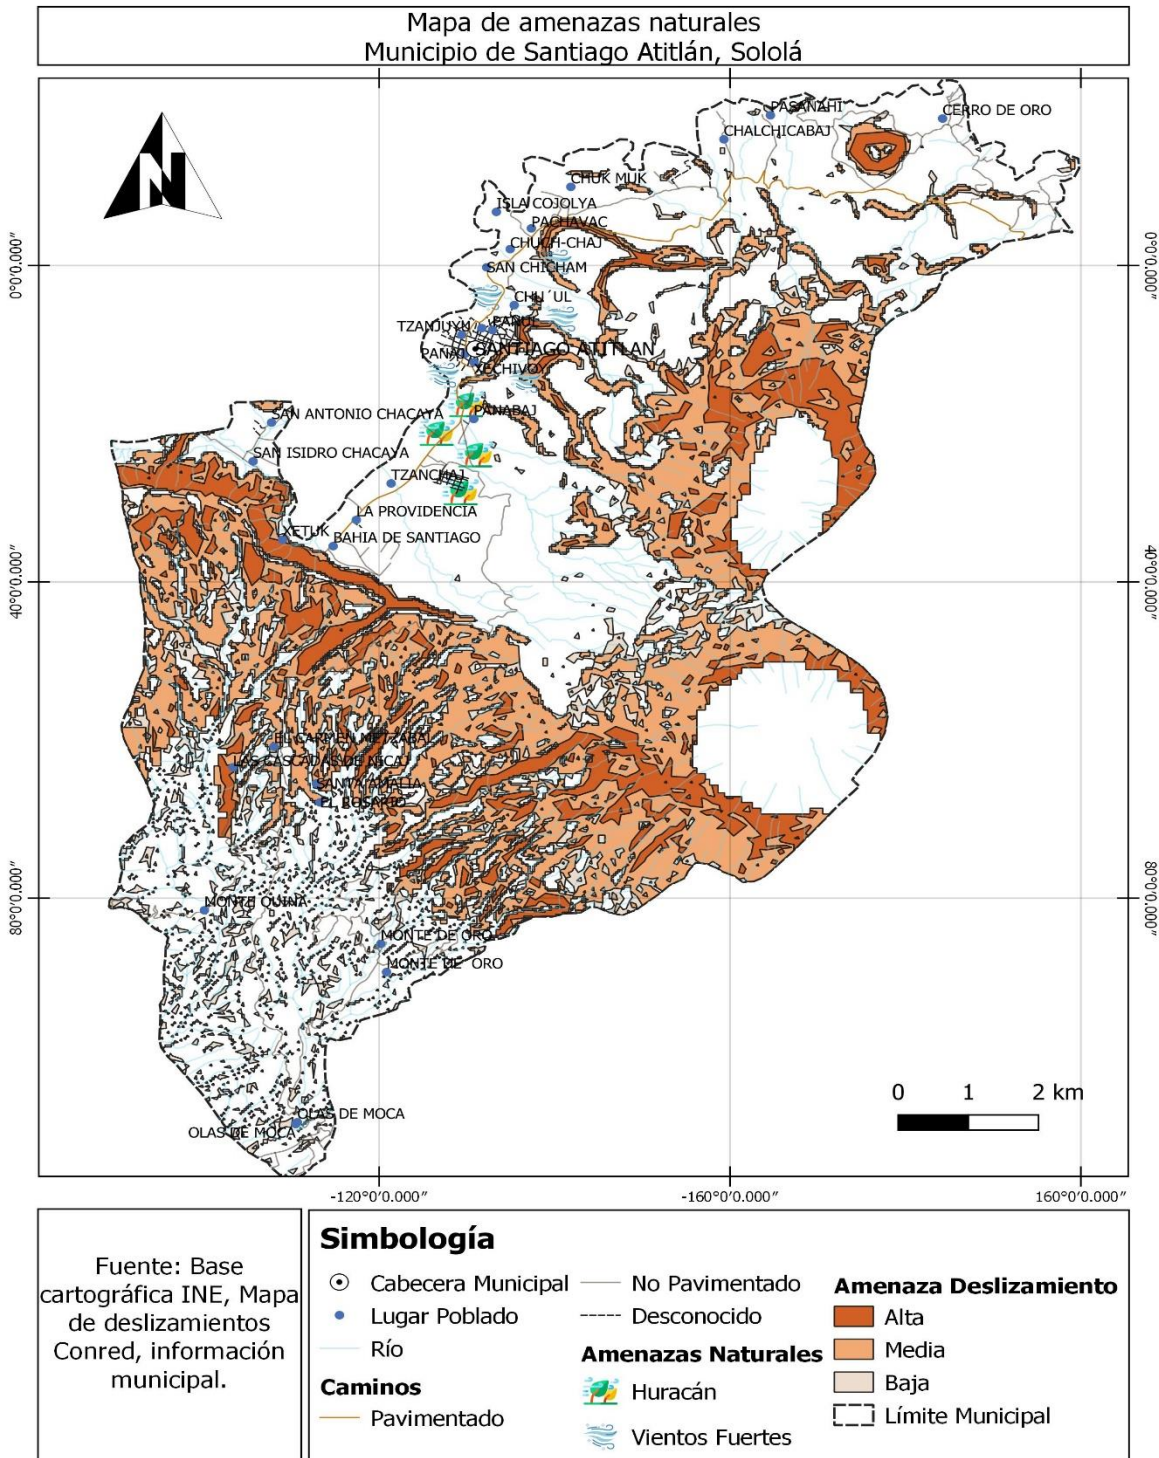 Mapa de amenazas naturales
Municipio de Santiago Atitlán, Sololá
N
PASANAHI
CERRO DE ORO
CHALCHICABAJ
CHUK MUK
ISLA COJOLYA
PACHAVAC
CHUCH-CHAJ
SAN CHICHAM
CHU´UL
TZANJUYU
PANUL
SANTIAGO ATITLAN
PANAJ
XECHIVOY
PANABAJ
SAN ANTONIO CHACAYA
SAN ISIDRO CHACAYA
TZANCHAJ
LA PROVIDENCIA
XETUK
BAHIA DE SANTIAGO
EL CARMEN METZABAL
LAS CASCADAS DE NICAJ
SANTA AMALIA
EL ROSARIO
MONTE QUINA
MONTE DE ORO
MONTE DE ORO
OLAS DE MOCA
OLAS DE MOCA
0°0′0.000″
40°0′0.000″
80°0′0.000″
0°0′0.000″
40°0′0.000″
80°0′0.000″
0 1 2 km
-120°0′0.000″
-160°0′0.000″
160°0′0.000″
Fuente: Base
cartográfica INE, Mapa
de deslizamientos
Conred, información
municipal.
Simbología
Cabecera Municipal
Lugar Poblado
Río
Caminos
Pavimentado
No Pavimentado
Desconocido
Amenazas Naturales
Huracán
Vientos Fuertes
Amenaza Deslizamiento
Alta
Media
Baja
Límite Municipal